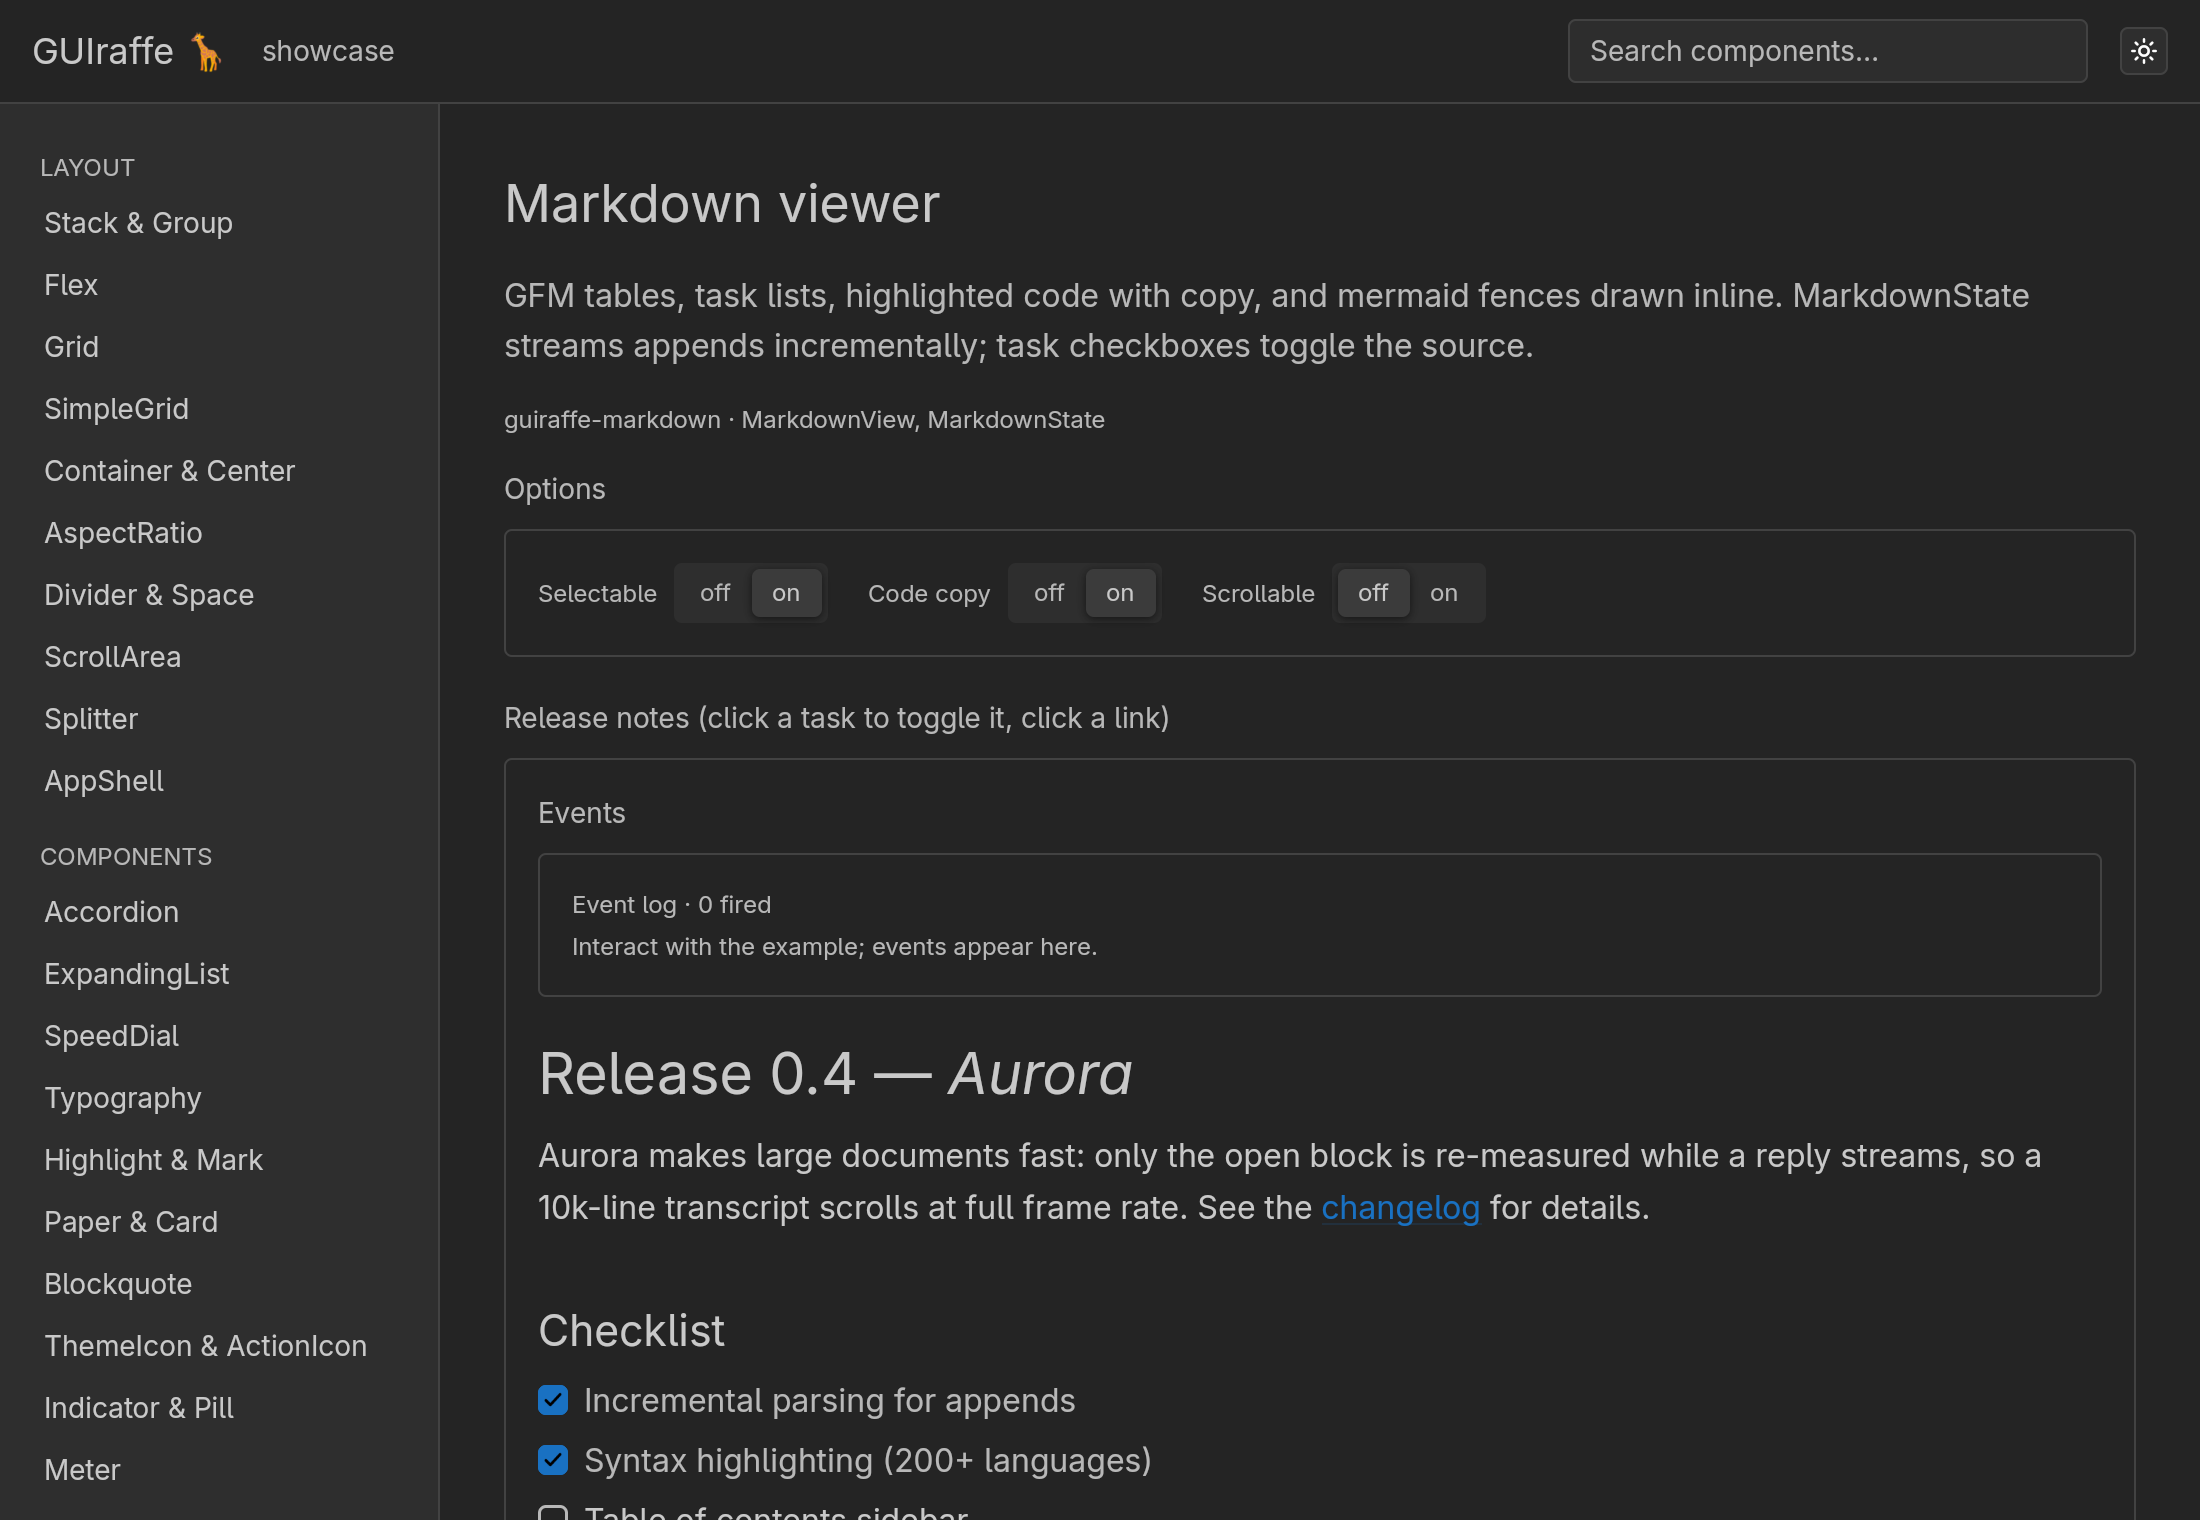 GUIraffe 🦒 showcase
Search components...
LAYOUT
Stack & Group
Flex
Grid
SimpleGrid
Container & Center
AspectRatio
Divider & Space
ScrollArea
Splitter
AppShell
COMPONENTS
Accordion
ExpandingList
SpeedDial
Typography
Highlight & Mark
Paper & Card
Blockquote
ThemeIcon & ActionIcon
Indicator & Pill
Meter
Markdown viewer
GFM tables, task lists, highlighted code with copy, and mermaid fences drawn inline. MarkdownState
streams appends incrementally; task checkboxes toggle the source.
guiraffe-markdown · MarkdownView, MarkdownState
Options
Selectable off on Code copy off on Scrollable off on
Release notes (click a task to toggle it, click a link)
Events
Event log · 0 fired
Interact with the example; events appear here.
Release 0.4 — Aurora
Aurora makes large documents fast: only the open block is re-measured while a reply streams, so a
10k-line transcript scrolls at full frame rate. See the changelog for details.
Checklist
Incremental parsing for appends
Syntax highlighting (200+ languages)
Table of contents sidebar